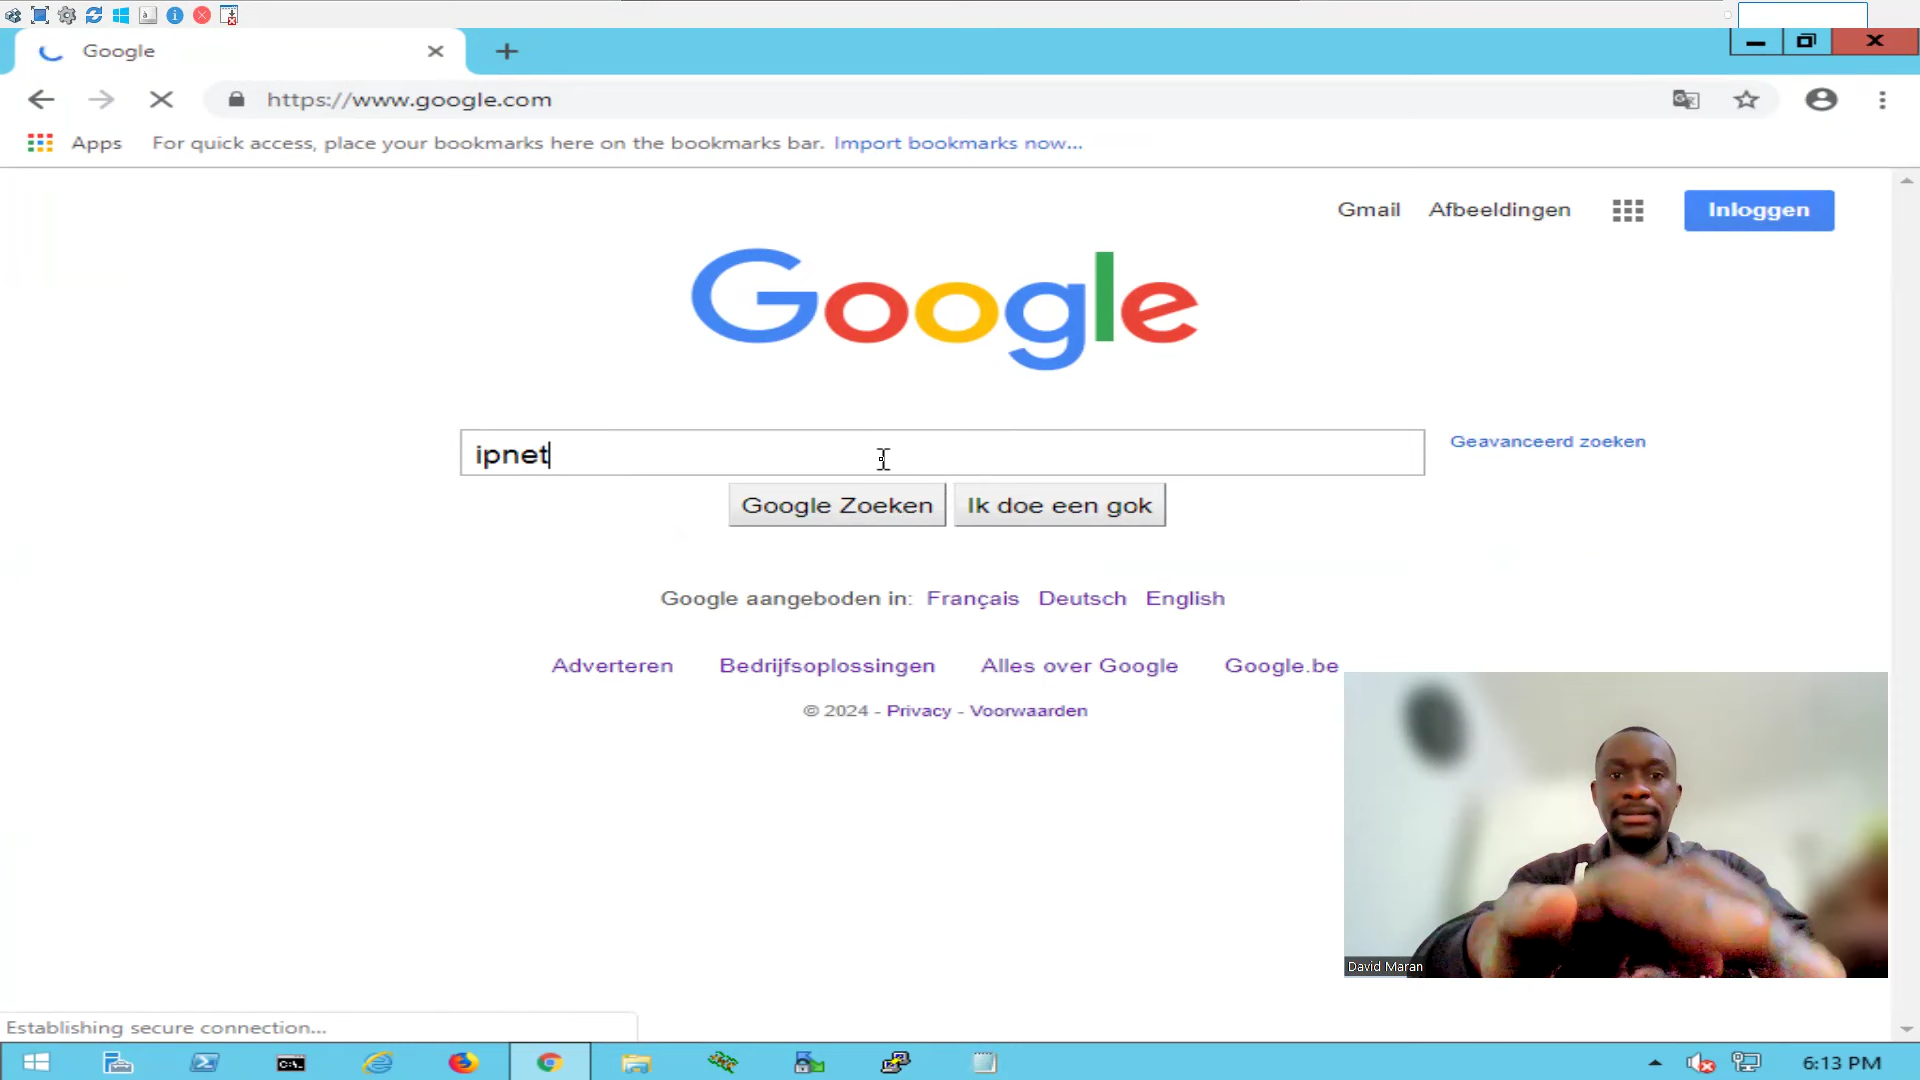 Google
https://www.google.com
Apps For quick access, place your bookmarks here on the bookmarks bar. Import bookmarks now...
Gmail Afbeeldingen Inloggen
Google
ipnet
Geavanceerd zoeken
Google Zoeken Ik doe een gok
Google aangeboden in: Français Deutsch English
Adverteren Bedrijfsoplossingen Alles over Google Google.be
© 2024 - Privacy - Voorwaarden
David Maran
Establishing secure connection...
6:13 PM